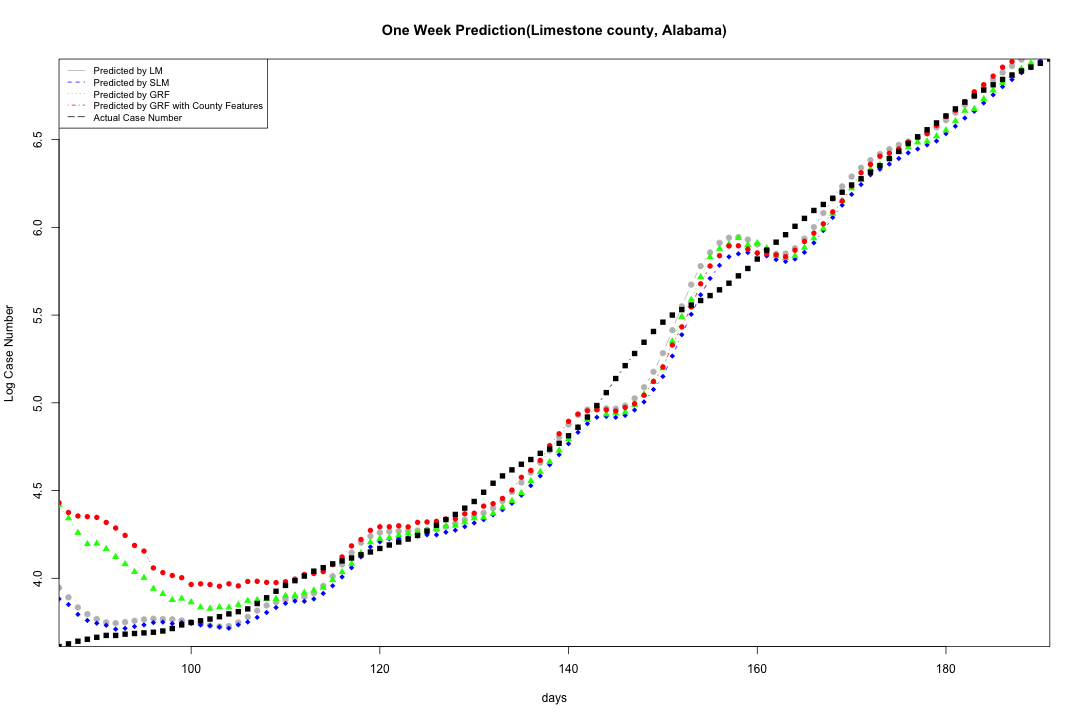 One Week Prediction(Limestone county, Alabama)
Predicted by LM
Predicted by SLM
Predicted by GRF
Predicted by GRF with County Features
Actual Case Number
Log Case Number
6.5
6.0
5.5
5.0
4.5
4.0
100
120
140
160
180
days